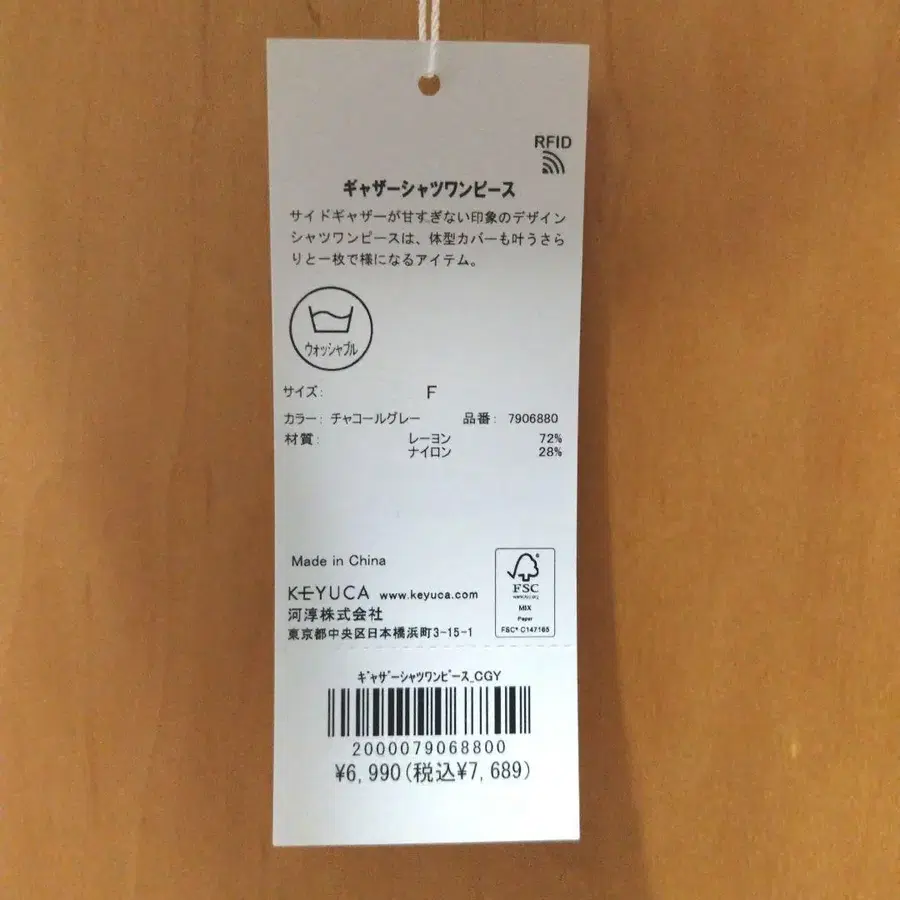 RFID
ギャザーシャツワンピース
サイドギャザーが甘すぎない印象のデザイン
シャツワンピースは、体型カバーも叶うさら
りと一枚で様になるアイテム。
ウォッシャブル
サイズ: F
カラー: チャコールグレー 品番: 7906880
材質: レーヨン 72%
ナイロン 28%
Made in China
KEYUCA www.keyuca.com
河淳株式会社
東京都中央区日本橋浜町3-15-1
FSC
www.fsc.org
MIX
Paper
FSC® C147165
ｷﾞｬｻﾞｰｼｬﾂﾜﾝﾋﾟｰｽ_CGY
2000079068800
¥6,990(税込¥7,689)